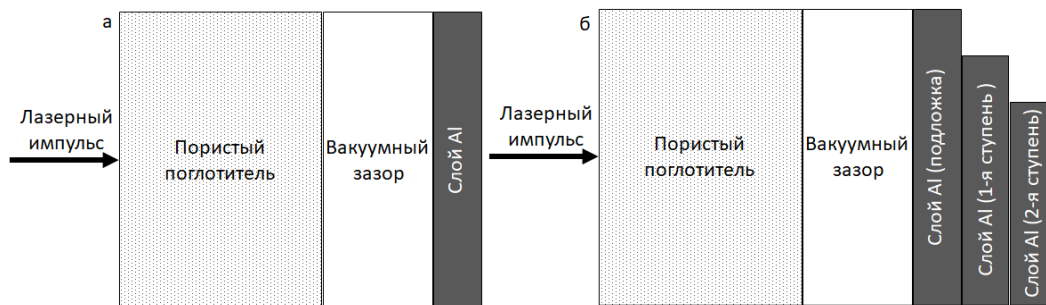 а
Лазерный
импульс
Пористый
поглотитель
Вакуумный
зазор
Слой Al
б
Лазерный
импульс
Пористый
поглотитель
Вакуумный
зазор
Слой Al (подложка)
Слой Al (1-я ступень )
Слой Al (2-я ступень)